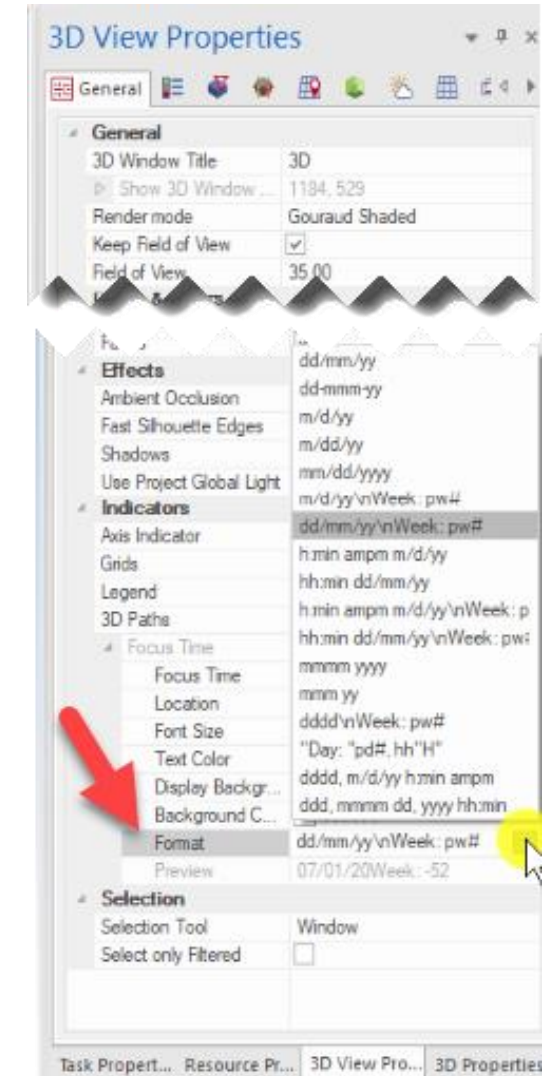 3D View Properties
General
General
3D Window Title 3D
Show 3D Window ... 1184, 529
Render mode Gouraud Shaded
Keep Field of View
Field of View 35.00
Effects
Ambient Occlusion
Fast Silhouette Edges
Shadows
Use Project Global Light
Indicators
Axis Indicator
Grids
Legend
3D Paths
Focus Time
Focus Time
Location
Font Size
Text Color
Display Backgr...
Background C...
dd/mm/yy
dd-mmm-yy
m/d/yy
m/dd/yy
mm/dd/yyyy
m/d/yy\nWeek: pw#
dd/mm/yy\nWeek: pw#
h:min ampm m/d/yy
hh:min dd/mm/yy
h:min ampm m/d/yy\nWeek: p
hh:min dd/mm/yy\nWeek: pw#
mmmm yyyy
mmm yy
dddd\nWeek: pw#
"Day: "pd#, hh"H"
dddd, m/d/yy h:min ampm
ddd, mmmm dd, yyyy hh:min
Format dd/mm/yy\nWeek: pw#
Preview 07/01/20Week: -52
Selection
Selection Tool Window
Select only Filtered
Task Propert... Resource Pr... 3D View Pro... 3D Properties